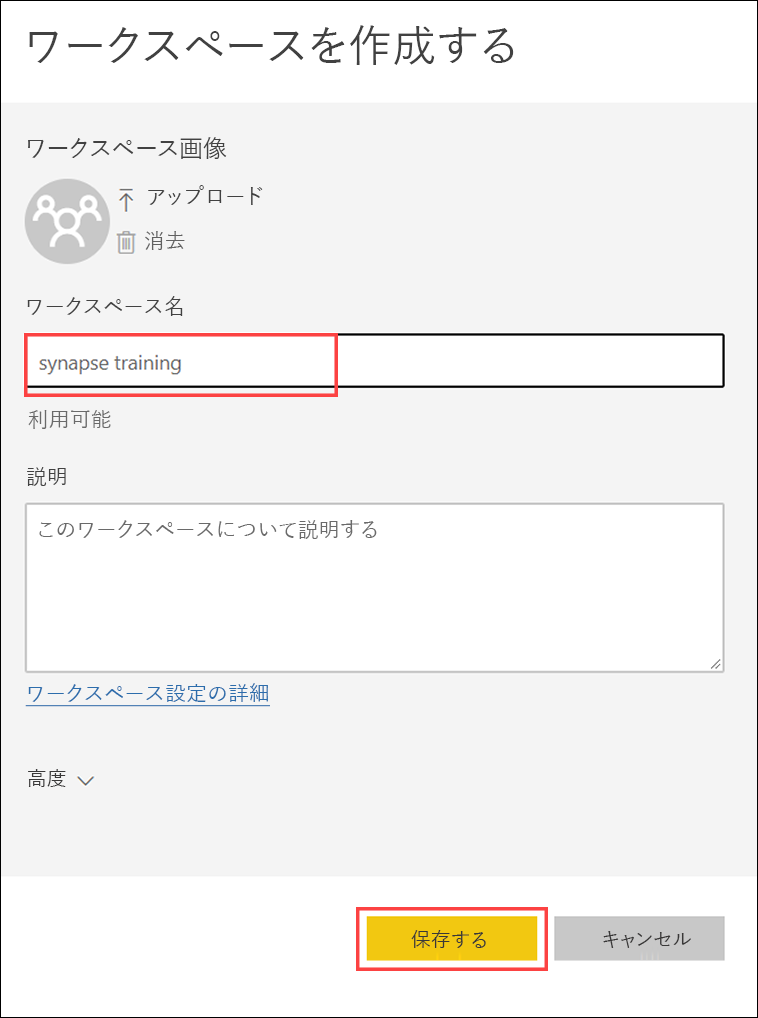 ワークスペースを作成する
ワークスペース画像
アップロード
消去
ワークスペース名
synapse training
利用可能
説明
このワークスペースについて説明する
ワークスペース設定の詳細
高度
保存する
キャンセル